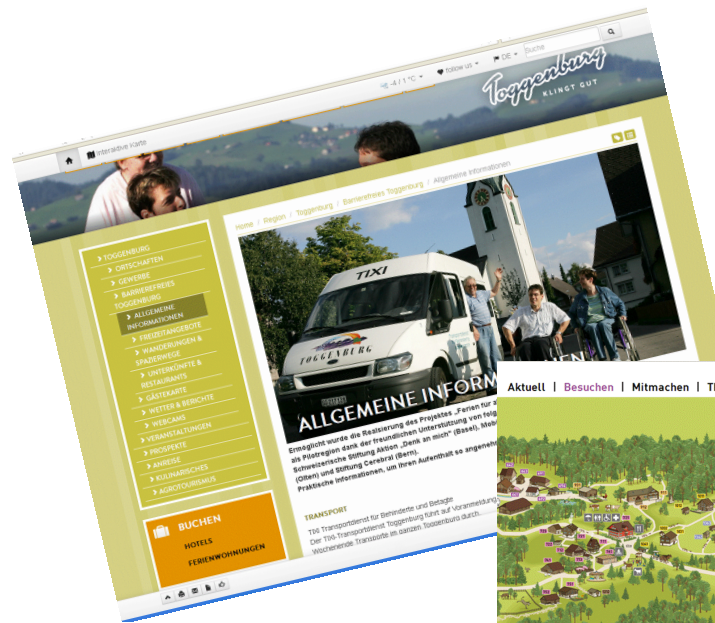 -4 / 1 °C
follow us
DE
Suche
Interaktive Karte
Toggenburg
KLINGT GUT
Home / Region / Toggenburg / Barrierefreies Toggenburg / Allgemeine Informationen
TOGGENBURG
ORTSCHAFTEN
GEWERBE
BARRIEREFREIES
TOGGENBURG
ALLGEMEINE
INFORMATIONEN
FREIZEITANGEBOTE
WANDERUNGEN &
SPAZIERWEGE
UNTERKÜNFTE &
RESTAURANTS
GÄSTEKARTE
WETTER & BERICHTE
WEBCAMS
VERANSTALTUNGEN
PROSPEKTE
ANREISE
KULINARISCHES
AGROTOURISMUS
BUCHEN
HOTELS
FERIENWOHNUNGEN
TIXI
TOGGENBURG
ALLGEMEINE INFORM
EN
Ermöglicht wurde die Realsierung des Projektes „Ferien für a
als Pilotregion dank der freundlichen Unterstützung von folg
Schweizerische Stiftung Aktion „Denk an mich" (Basel), Mob
(Olten) und Stiftung Cerebral (Bern).
Praktische Informationen, um Ihren Aufenthalt so angenehm
TRANSPORT
TIXI Transportdienst für Behinderte und Betagte
Der TIXI-Transportdienst Toggenburg führt auf Voranmeldung
Wochenende Transporte im ganzen Toggenburg durch.
Aktuell | Besuchen | Mitmachen | T